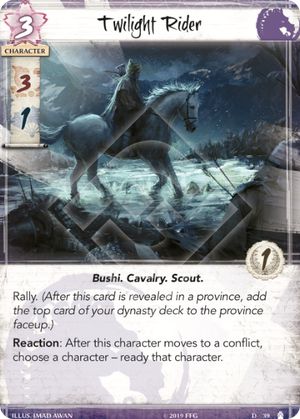 Twilight Rider
3
CHARACTER
3
1
1
Bushi. Cavalry. Scout.
Rally. (After this card is revealed in a province, add
the top card of your dynasty deck to the province
faceup.)
Reaction: After this character moves to a conflict,
choose a character – ready that character.
ILLUS. IMAD AWAN
© 2019 FFG
D 39